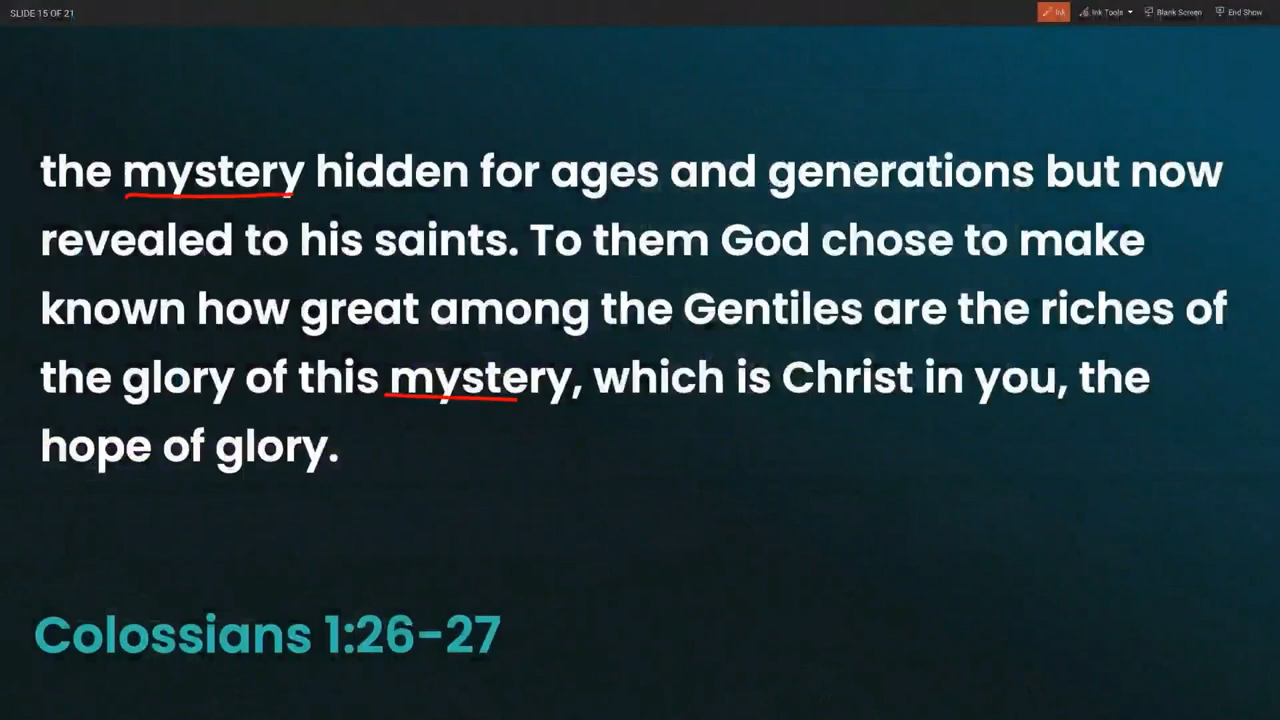 SLIDE 15 OF 21
Ink
Ink Tools
Blank Screen
End Show
the mystery hidden for ages and generations but now
revealed to his saints. To them God chose to make
known how great among the Gentiles are the riches of
the glory of this mystery, which is Christ in you, the
hope of glory.
Colossians 1:26-27